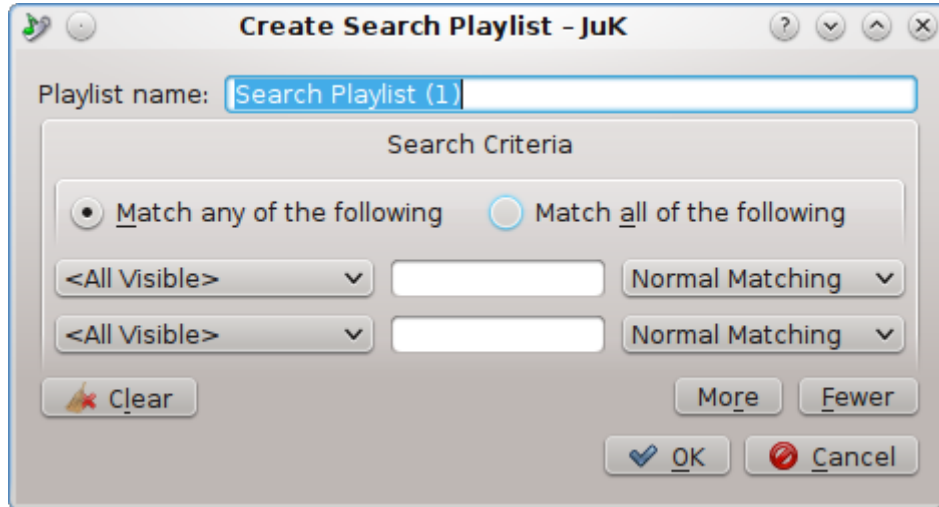 Create Search Playlist – JuK
Playlist name: Search Playlist (1)
Search Criteria
Match any of the following Match all of the following
<All Visible> Normal Matching
<All Visible> Normal Matching
Clear More Fewer
OK Cancel